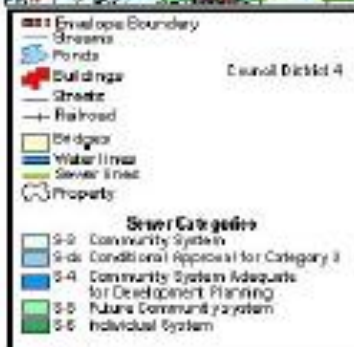 Envelope Boundary
Streams
Ponds
Buildings
Council District 4
Streets
Railroad
Bridges
Water lines
Sewer lines
Property
Sewer Categories
S-3 Community System
Conditional Approval for Category 3
S-4 Community System Adequate
for Development Planning
S-5 Future Community system
S-6 Individual System